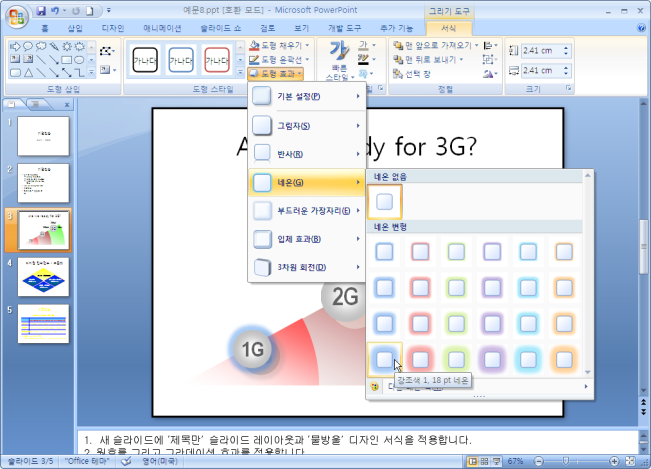 예문8.ppt [호환 모드] - Microsoft PowerPoint
그리기 도구
홈 삽입 디자인 애니메이션 슬라이드 쇼 검토 보기 개발 도구 추가 기능 서식
가나다 가나다 가나다
도형 채우기
도형 윤곽선
도형 효과
빠른 스타일
맨 앞으로 가져오기
맨 뒤로 보내기
선택 창
2.41 cm
2.41 cm
도형 삽입 도형 스타일 정렬 크기
기본 설정(P)
그림자(S)
반사(R)
네온(G)
부드러운 가장자리(E)
입체 효과(B)
3차원 회전(D)
네온 없음
네온 변형
강조색 1, 18 pt 네온
1
2
3
4
5
A dy for 3G?
2G
1G
1. 새 슬라이드에 '제목만' 슬라이드 레이아웃과 '물방울' 디자인 서식을 적용합니다.
2. 원호를 그리고 그라데이션 효과를 적용합니다.
슬라이드 3/5 "Office 테마" 영어(미국) 67%